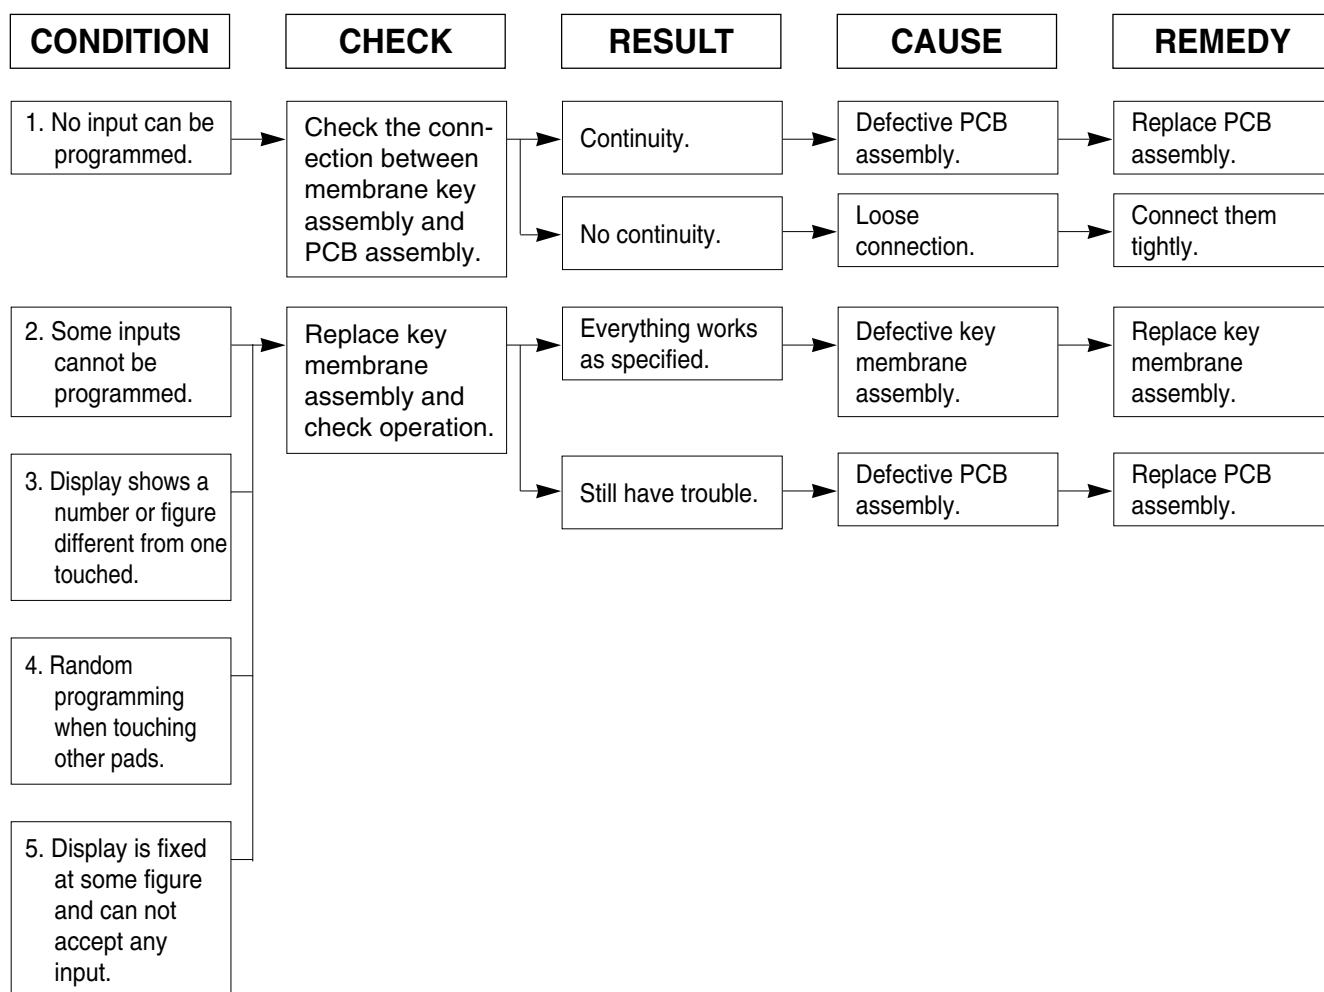 CONDITION
CHECK
RESULT
CAUSE
REMEDY
1. No input can be
programmed.
Check the conn-
ection between
membrane key
assembly and
PCB assembly.
Continuity.
Defective PCB
assembly.
Replace PCB
assembly.
No continuity.
Loose
connection.
Connect them
tightly.
2. Some inputs
cannot be
programmed.
Replace key
membrane
assembly and
check operation.
Everything works
as specified.
Defective key
membrane
assembly.
Replace key
membrane
assembly.
Still have trouble.
Defective PCB
assembly.
Replace PCB
assembly.
3. Display shows a
number or figure
different from one
touched.
4. Random
programming
when touching
other pads.
5. Display is fixed
at some figure
and can not
accept any
input.